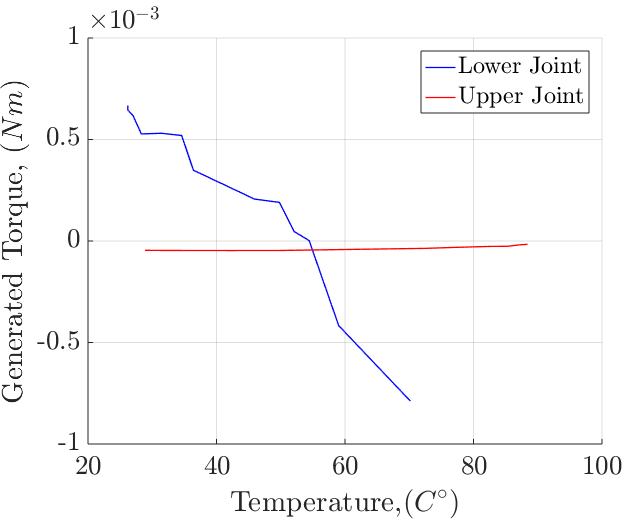 ×10⁻³
1
0.5
0
-0.5
-1
Generated Torque, (Nm)
20 40 60 80 100
Temperature,(C°)
Lower Joint
Upper Joint